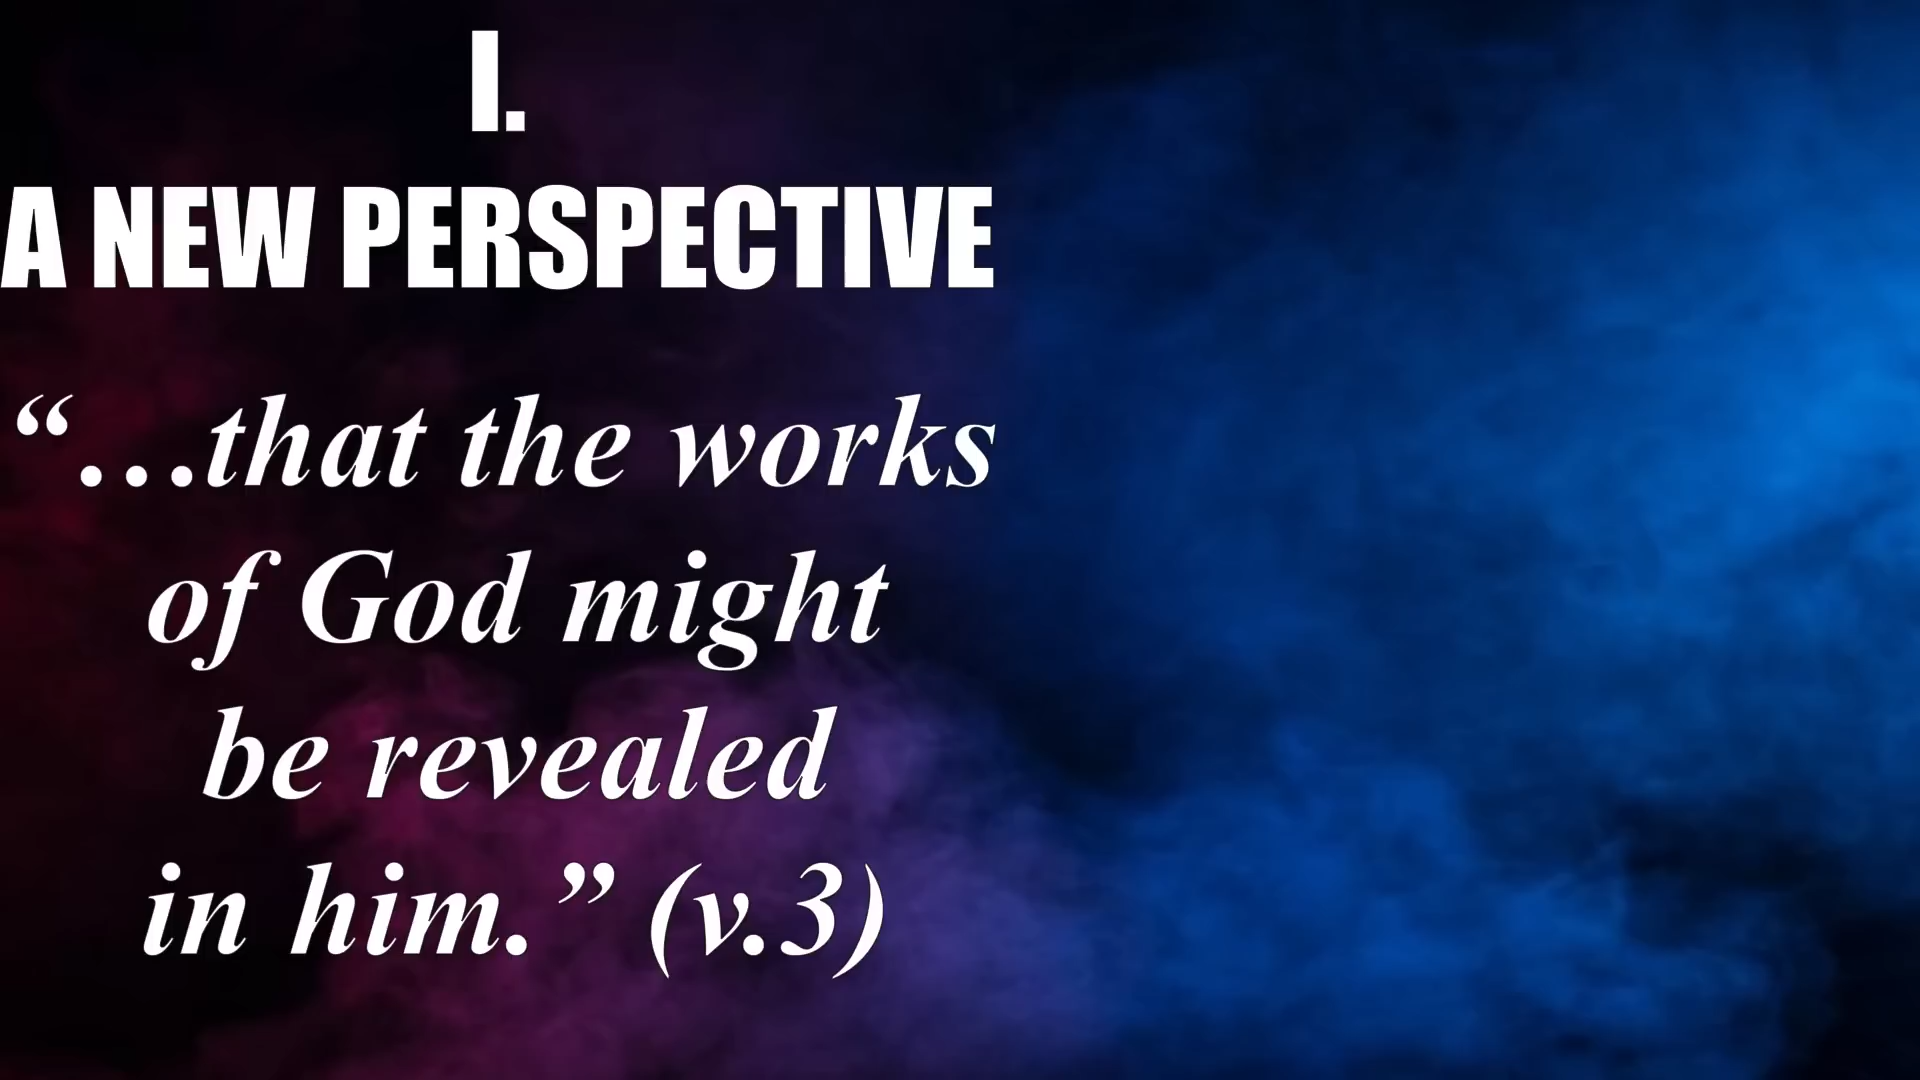 I.
A NEW PERSPECTIVE
“…that the works
of God might
be revealed
in him.” (v.3)